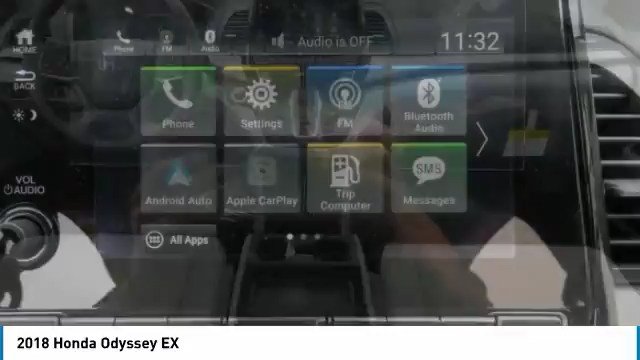 HOME
Phone FM Audio
Audio is OFF
11:32
BACK
Phone
Settings
FM
Bluetooth
Audio
VOL
AUDIO
Android Auto
Apple CarPlay
Trip
Computer
SMS
Messages
All Apps
2018 Honda Odyssey EX